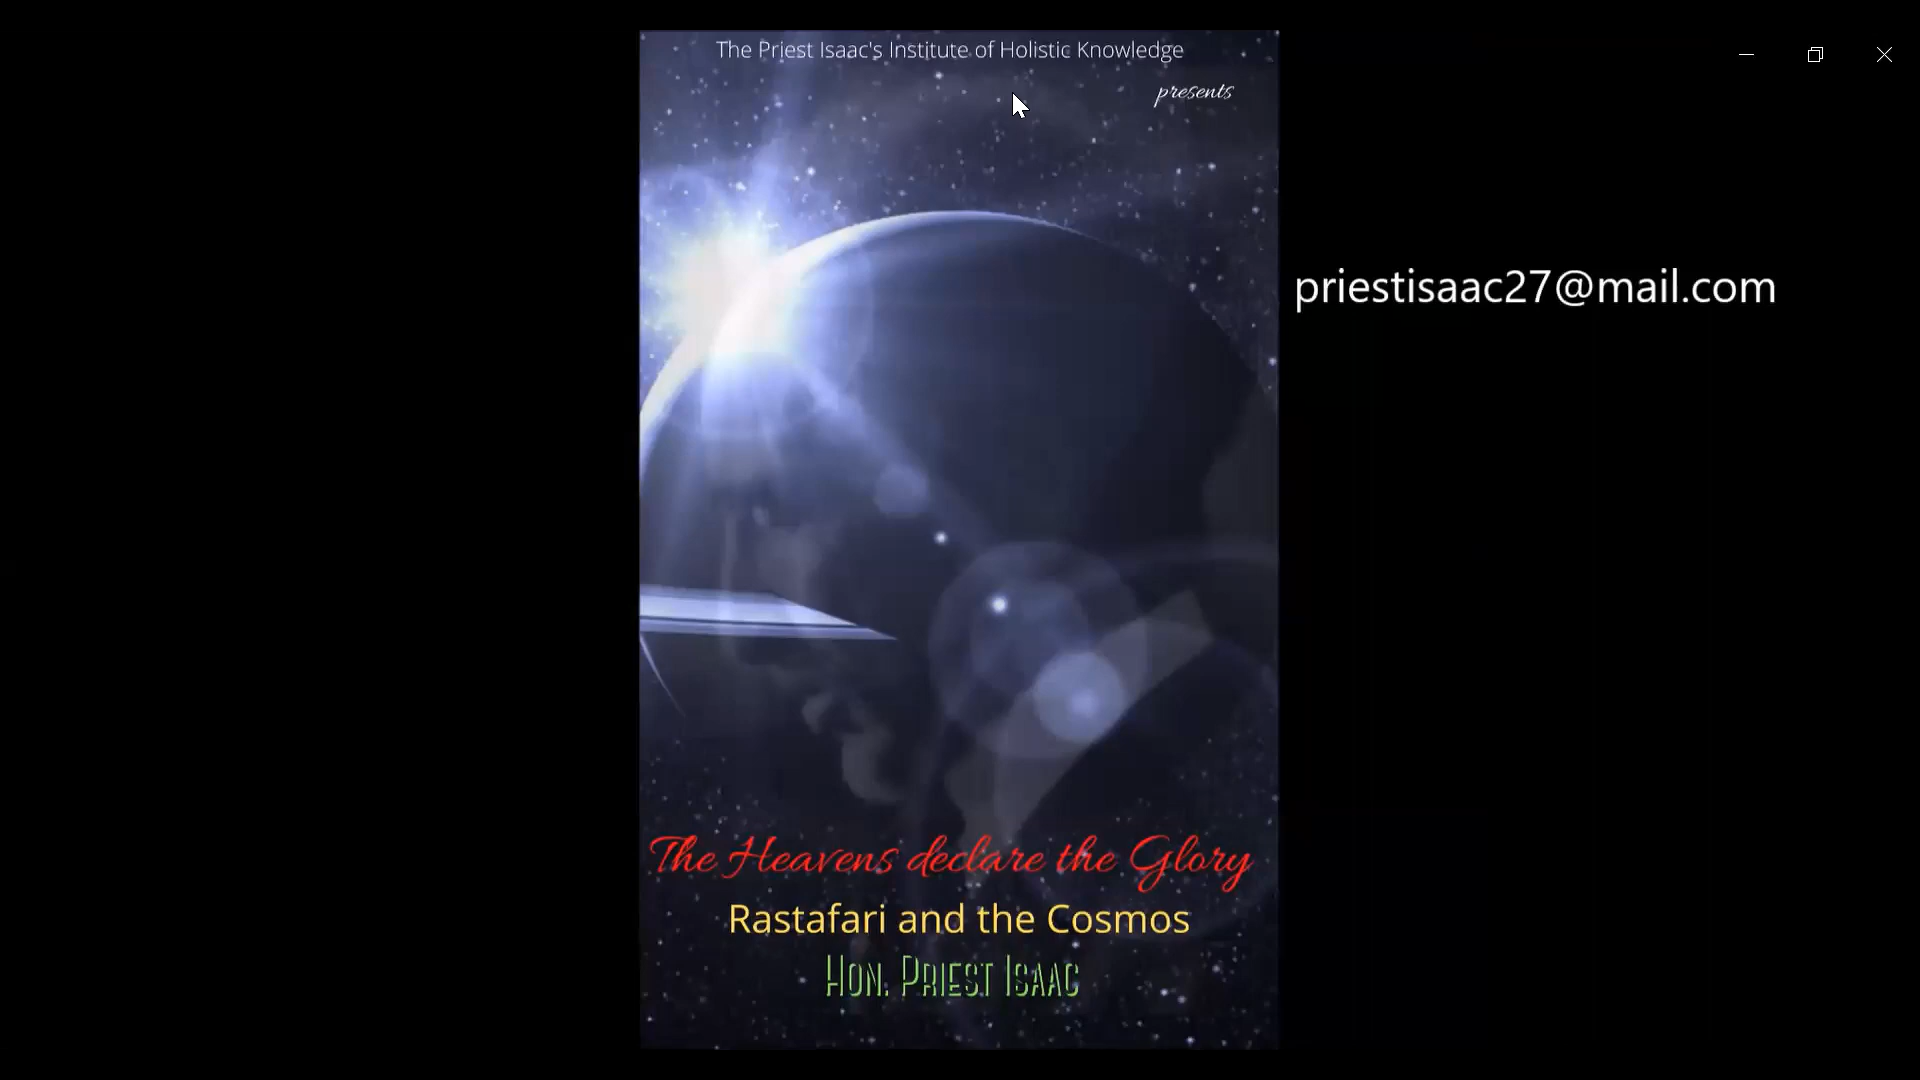 The Priest Isaac's Institute of Holistic Knowledge
presents
priestisaac27@mail.com
The Heavens declare the Glory
Rastafari and the Cosmos
Hon. Priest Isaac